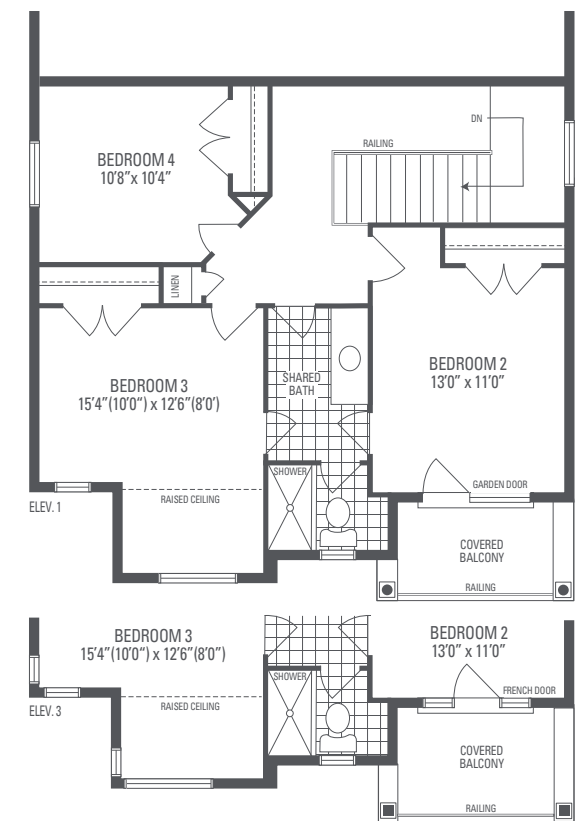 DN
RAILING
BEDROOM 4
10'8"x 10'4"
LINEN
SHARED
BATH
BEDROOM 2
13'0" x 11'0"
BEDROOM 3
15'4"(10'0") x 12'6"(8'0')
SHOWER
GARDEN DOOR
RAISED CEILING
ELEV. 1
COVERED
BALCONY
RAILING
BEDROOM 3
15'4"(10'0") x 12'6"(8'0")
BEDROOM 2
13'0" x 11'0"
SHOWER
FRENCH DOOR
RAISED CEILING
ELEV. 3
COVERED
BALCONY
RAILING